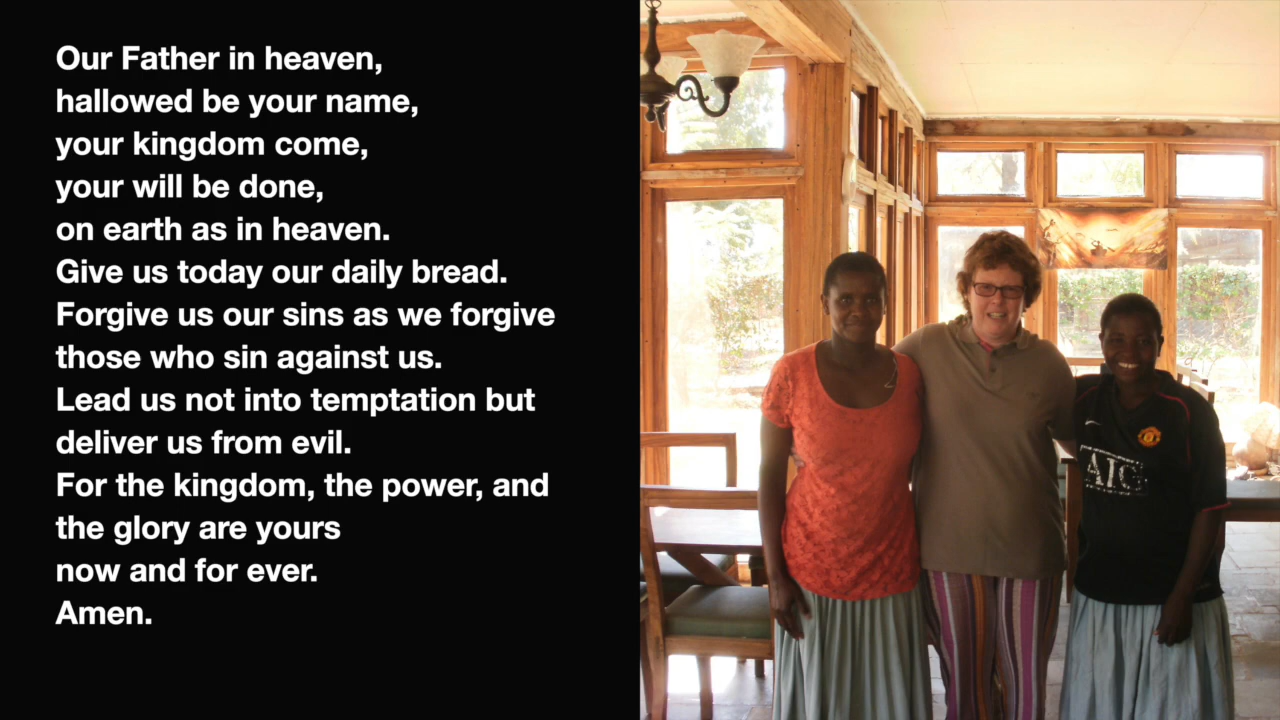 Our Father in heaven,
hallowed be your name,
your kingdom come,
your will be done,
on earth as in heaven.
Give us today our daily bread.
Forgive us our sins as we forgive
those who sin against us.
Lead us not into temptation but
deliver us from evil.
For the kingdom, the power, and
the glory are yours
now and for ever.
Amen.
AIG